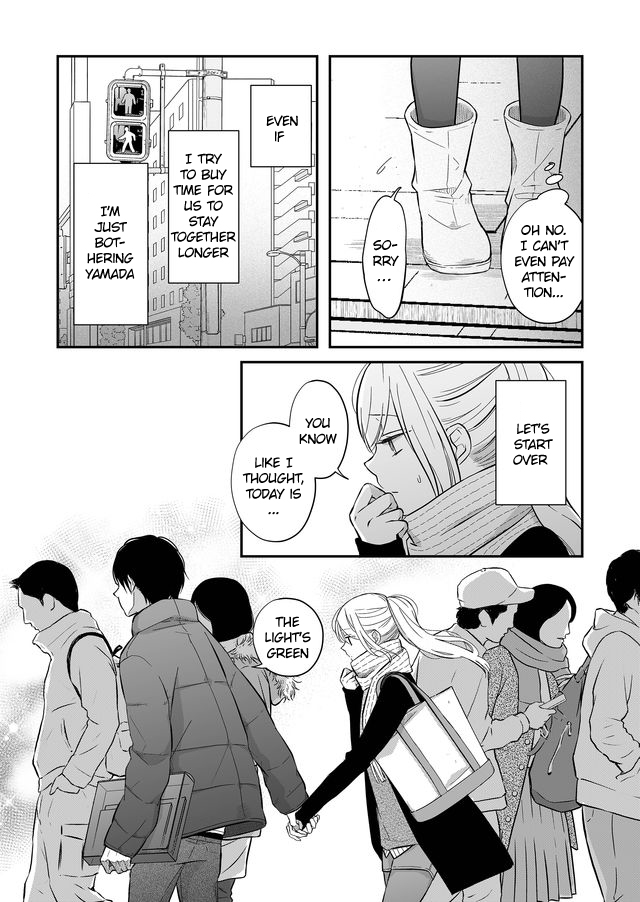 OH NO.
I CAN'T
EVEN PAY
ATTEN-
TION...
SO-
RRY
...
EVEN
IF
I TRY
TO BUY
TIME FOR
US TO
STAY
TOGETHER
LONGER
I'M
JUST
BOT-
HERING
YAMADA
LET'S
START
OVER
YOU
KNOW
LIKE I
THOUGHT,
TODAY IS
...
THE
LIGHT'S
GREEN